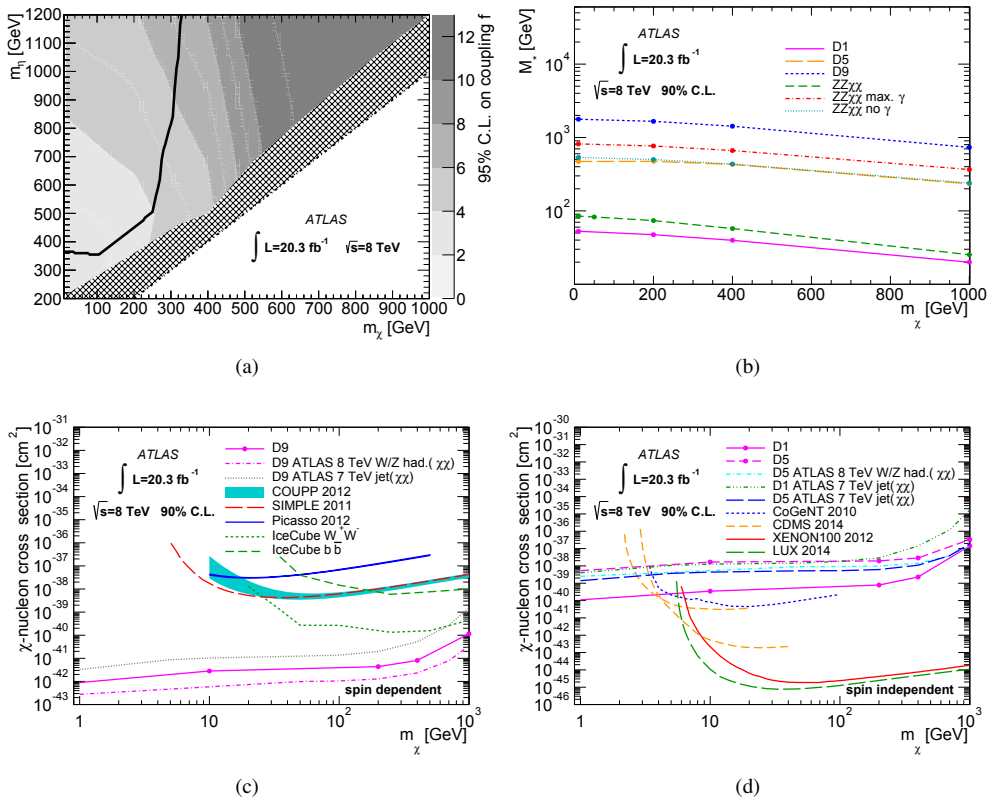 1200
1100
1000
900
800
700
600
500
400
300
200
m_η [GeV]
ATLAS
ATLAS
∫ L=20.3 fb⁻¹ √s=8 TeV
100 200 300 400 500 600 700 800 900 1000
m_χ [GeV]
12
10
8
6
4
2
0
95% C.L. on coupling f
(a)
M_* [GeV]
10⁴
10³
10²
ATLAS
∫ L=20.3 fb⁻¹
√s=8 TeV 90% C.L.
D1
D5
D9
ZZχχ
ZZχχ max. γ
ZZχχ no γ
0 200 400 600 800 1000
m_χ [GeV]
(b)
χ-nucleon cross section [cm²]
10⁻³¹
10⁻³²
10⁻³³
10⁻³⁴
10⁻³⁵
10⁻³⁶
10⁻³⁷
10⁻³⁸
10⁻³⁹
10⁻⁴⁰
10⁻⁴¹
10⁻⁴²
10⁻⁴³
ATLAS
∫ L=20.3 fb⁻¹
√s=8 TeV 90% C.L.
D9
D9 ATLAS 8 TeV W/Z had.( χχ)
D9 ATLAS 7 TeV jet( χχ)
COUPP 2012
SIMPLE 2011
Picasso 2012
IceCube W⁺W⁻
IceCube b b̄
spin dependent
1 10 10² 10³
m_χ [GeV]
(c)
χ-nucleon cross section [cm²]
10⁻³⁰
10⁻³¹
10⁻³²
10⁻³³
10⁻³⁴
10⁻³⁵
10⁻³⁶
10⁻³⁷
10⁻³⁸
10⁻³⁹
10⁻⁴⁰
10⁻⁴¹
10⁻⁴²
10⁻⁴³
10⁻⁴⁴
10⁻⁴⁵
10⁻⁴⁶
ATLAS
∫ L=20.3 fb⁻¹
√s=8 TeV 90% C.L.
D1
D5
D5 ATLAS 8 TeV W/Z had.( χχ)
D1 ATLAS 7 TeV jet( χχ)
D5 ATLAS 7 TeV jet( χχ)
CoGeNT 2010
CDMS 2014
XENON100 2012
LUX 2014
spin independent
1 10 10² 10³
m_χ [GeV]
(d)